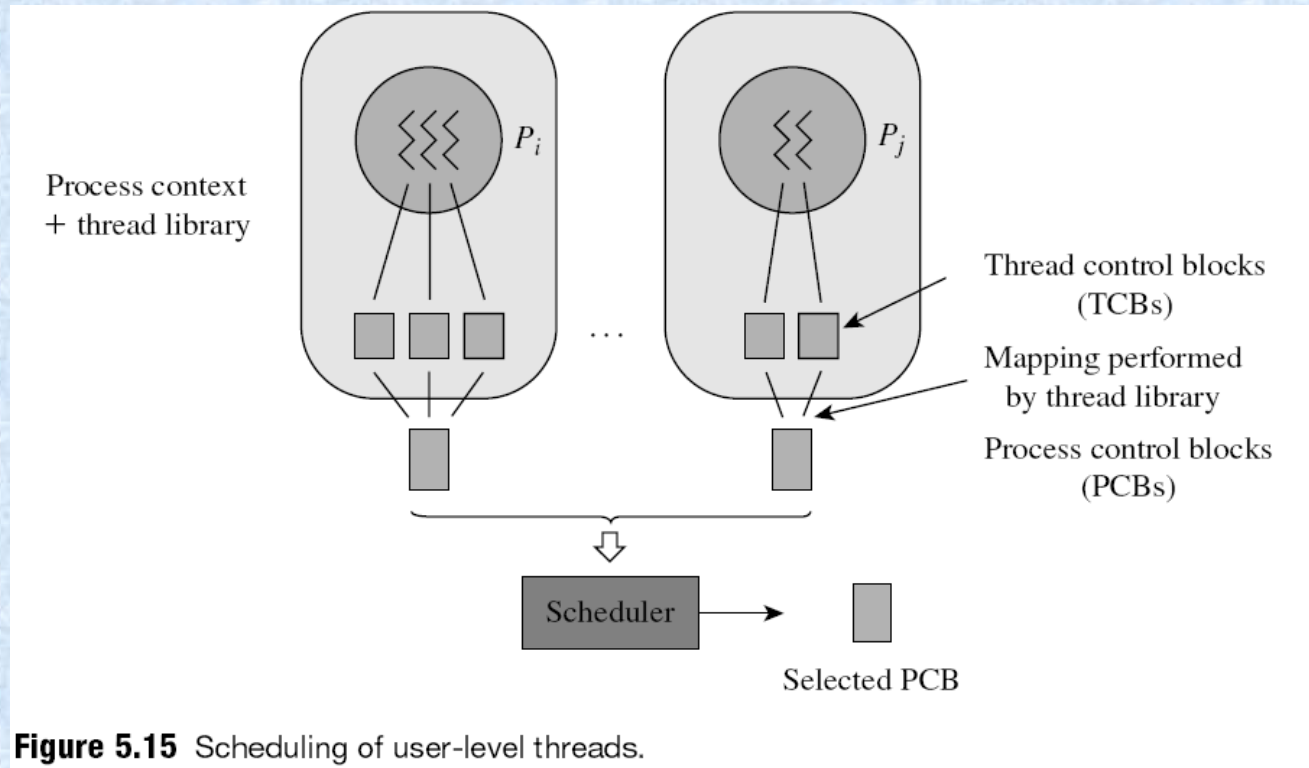 P_i
P_j
Process context
+ thread library
Thread control blocks
(TCBs)
...
Mapping performed
by thread library
Process control blocks
(PCBs)
Scheduler
Selected PCB
Figure 5.15 Scheduling of user-level threads.